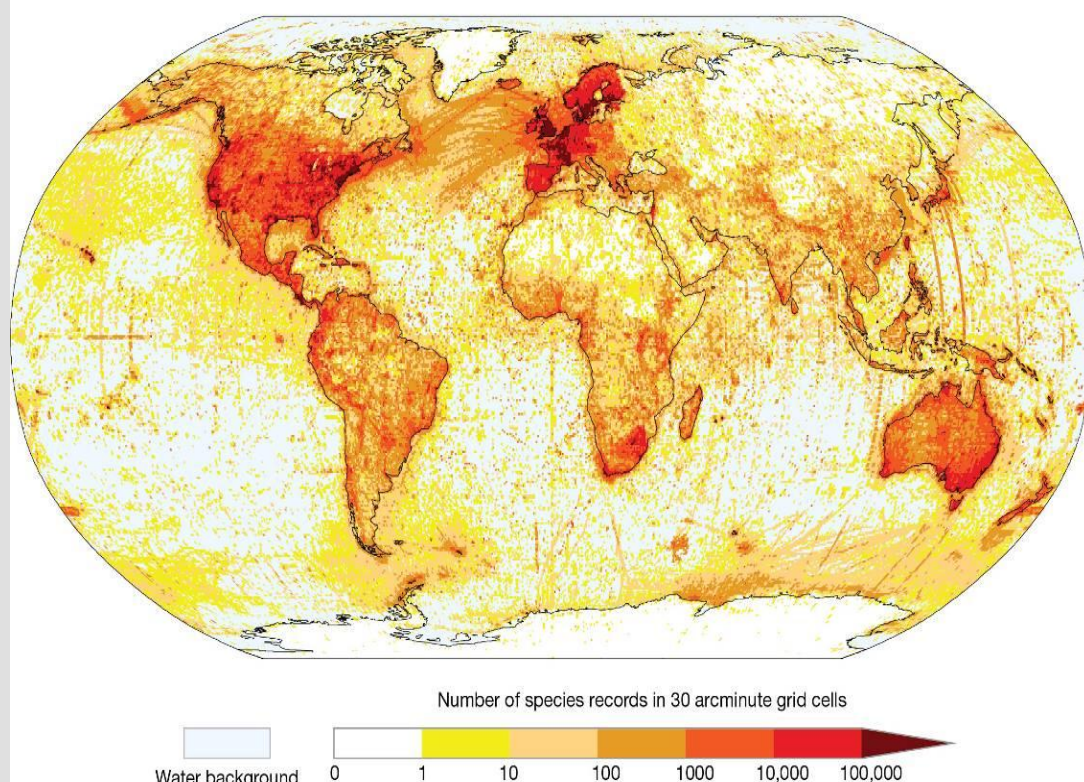 Number of species records in 30 arcminute grid cells
Water background
0 1 10 100 1000 10,000 100,000